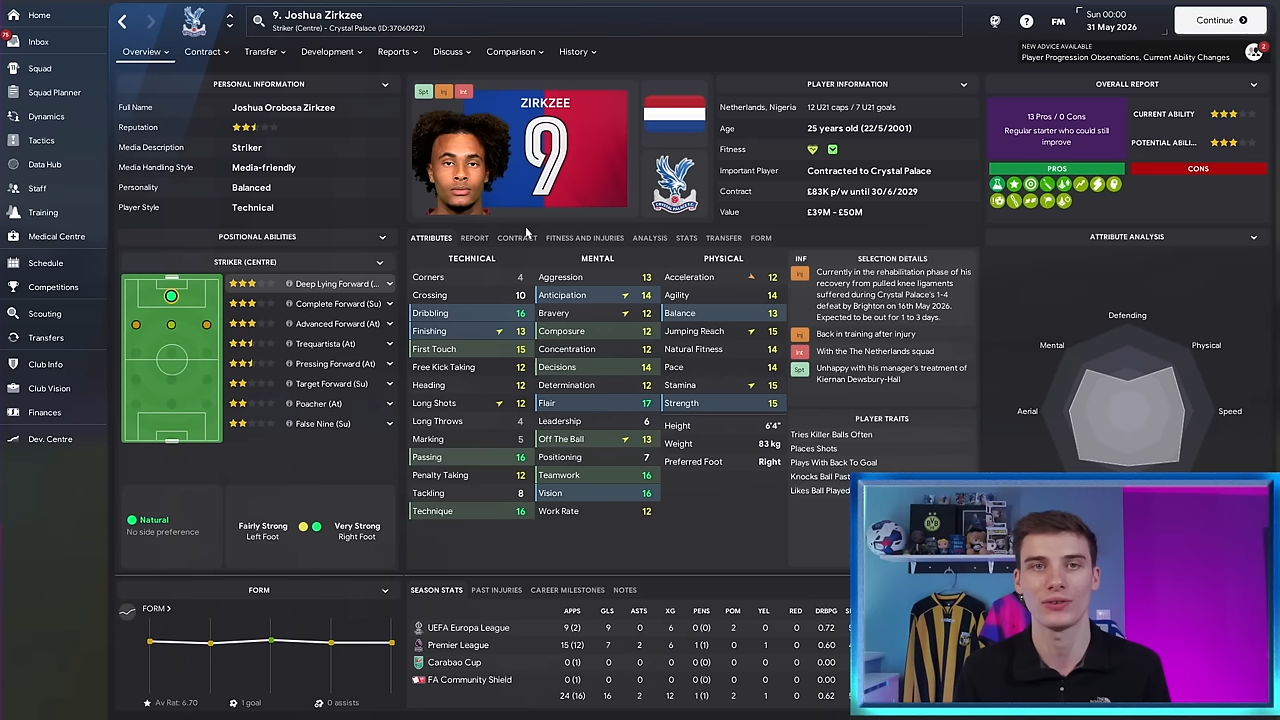 Home
75
Inbox
Squad
Squad Planner
Dynamics
Tactics
Data Hub
Staff
Training
Medical Centre
Schedule
Competitions
Scouting
Transfers
Club Info
Club Vision
Finances
Dev. Centre
9. Joshua Zirkzee
Striker (Centre) - Crystal Palace (ID:37060922)
FM
Sun 00:00
31 May 2026
Continue
Overview
Contract
Transfer
Development
Reports
Discuss
Comparison
History
NEW ADVICE AVAILABLE
Player Progression Observations, Current Ability Changes
2
PERSONAL INFORMATION
Full Name Joshua Orobosa Zirkzee
Reputation
Media Description Striker
Media Handling Style Media-friendly
Personality Balanced
Player Style Technical
Spt Inj Int
ZIRKZEE
9
PLAYER INFORMATION
Netherlands, Nigeria 12 U21 caps / 7 U21 goals
Age 25 years old (22/5/2001)
Fitness
Important Player Contracted to Crystal Palace
Contract £83K p/w until 30/6/2029
Value £39M - £50M
OVERALL REPORT
13 Pros / 0 Cons
Regular starter who could still
improve
CURRENT ABILITY
POTENTIAL ABILI...
PROS
CONS
POSITIONAL ABILITIES
STRIKER (CENTRE)
Deep Lying Forward (...
Complete Forward (Su)
Advanced Forward (At)
Trequartista (At)
Pressing Forward (At)
Target Forward (Su)
Poacher (At)
False Nine (Su)
Natural
No side preference
Fairly Strong
Left Foot
Very Strong
Right Foot
ATTRIBUTES REPORT CONTRACT FITNESS AND INJURIES ANALYSIS STATS TRANSFER FORM
TECHNICAL
Corners 4
Crossing 10
Dribbling 16
Finishing 13
First Touch 15
Free Kick Taking 12
Heading 12
Long Shots 12
Long Throws 4
Marking 5
Passing 16
Penalty Taking 12
Tackling 8
Technique 16
MENTAL
Aggression 13
Anticipation 14
Bravery 12
Composure 12
Concentration 12
Decisions 14
Determination 12
Flair 17
Leadership 6
Off The Ball 13
Positioning 7
Teamwork 16
Vision 16
Work Rate 12
PHYSICAL
Acceleration 12
Agility 14
Balance 13
Jumping Reach 15
Natural Fitness 14
Pace 14
Stamina 15
Strength 15
Height 6'4"
Weight 83 kg
Preferred Foot Right
INF SELECTION DETAILS
Inj
Currently in the rehabilitation phase of his
recovery from pulled knee ligaments
suffered during Crystal Palace's 1-4
defeat by Brighton on 16th May 2026.
Expected to be out for 1 to 3 days.
Inj Back in training after injury
Int With the The Netherlands squad
Spt Unhappy with his manager's treatment of
Kiernan Dewsbury-Hall
PLAYER TRAITS
Tries Killer Balls Often
Places Shots
Plays With Back To Goal
Knocks Ball Past
Likes Ball Played
ATTRIBUTE ANALYSIS
Defending
Mental
Physical
Aerial
Speed
FORM
FORM >
Av Rat: 6.70
1 goal
0 assists
SEASON STATS PAST INJURIES CAREER MILESTONES NOTES
APPS GLS ASTS XG PENS POM YEL RED DRBPG
UEFA Europa League 9 (2) 9 0 6 0 (0) 2 0 0 0.72
Premier League 15 (12) 7 2 6 1 (1) 0 1 0 0.60
Carabao Cup 0 (1) 0 0 0 0 (0) 0 0 0 0.00
FA Community Shield 0 (1) 0 0 0 0 (0) 0 0 0 0.00
24 (16) 16 2 12 1 (1) 2 1 0 0.62
BVB
09